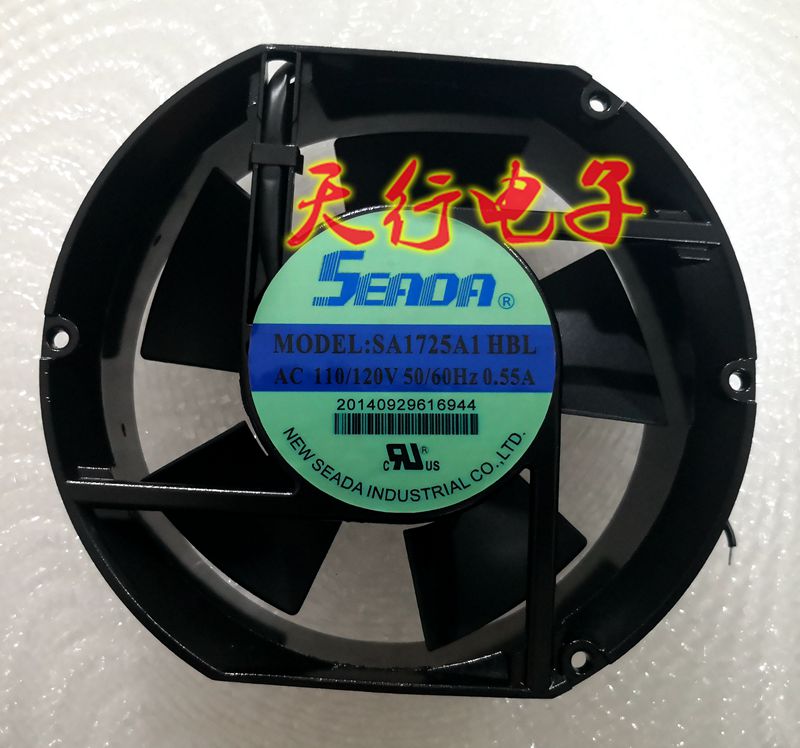 天行电子
SEADA®
MODEL:SA1725A1 HBL
AC 110/120V 50/60Hz 0.55A
20140929616944
c RU ® US
NEW SEADA INDUSTRIAL CO.,LTD.